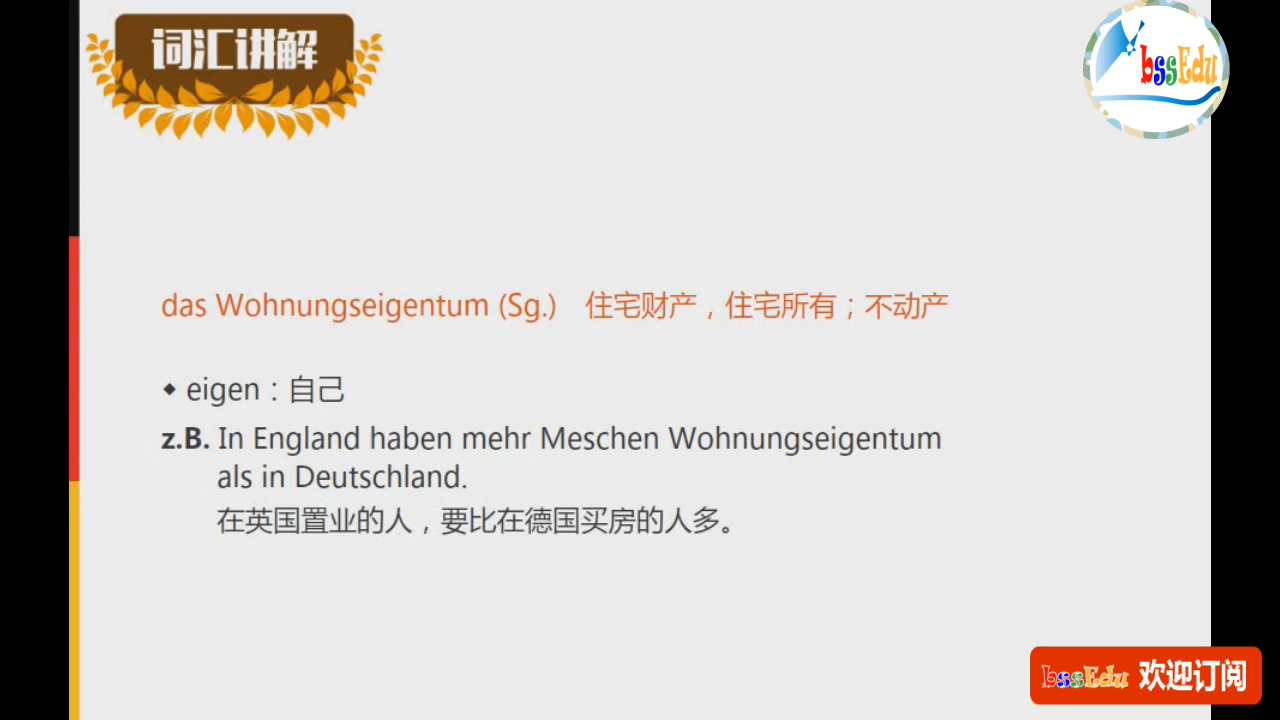 词汇讲解
bssEdu
das Wohnungseigentum (Sg.) 住宅财产，住宅所有；不动产
◆ eigen：自己
z.B. In England haben mehr Meschen Wohnungseigentum
als in Deutschland.
在英国置业的人，要比在德国买房的人多。
bssEdu 欢迎订阅